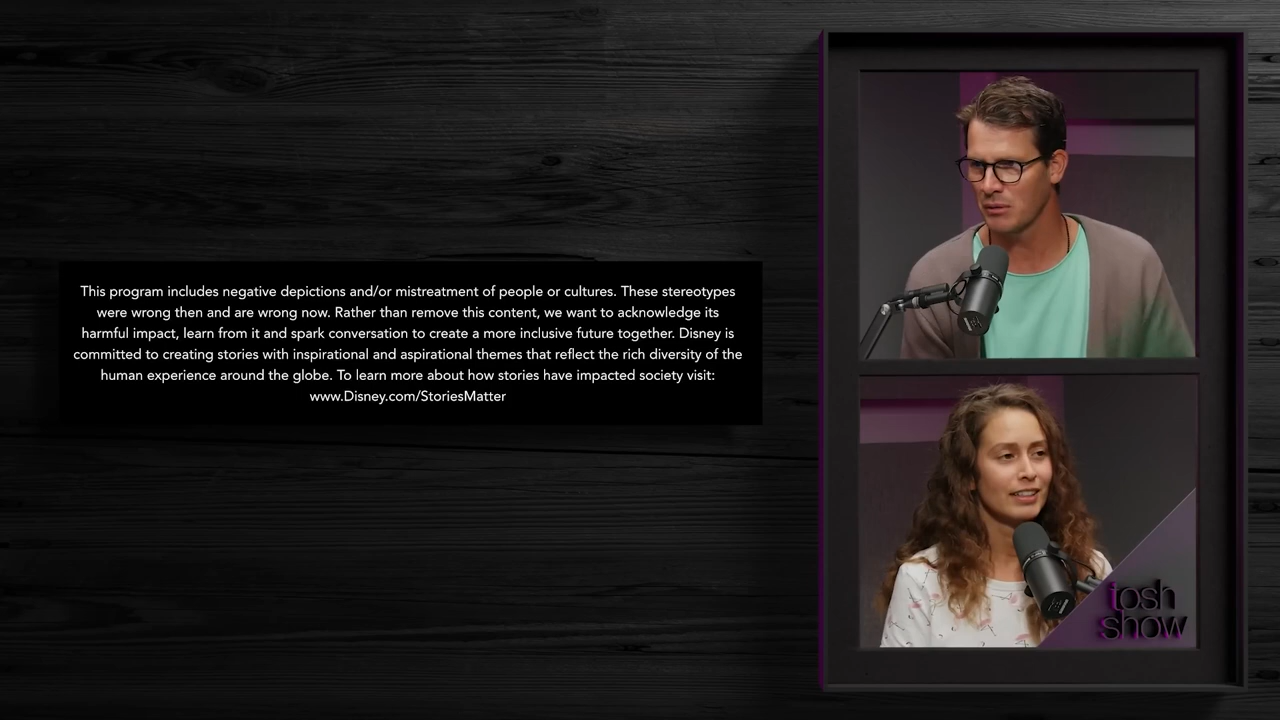 This program includes negative depictions and/or mistreatment of people or cultures. These stereotypes
were wrong then and are wrong now. Rather than remove this content, we want to acknowledge its
harmful impact, learn from it and spark conversation to create a more inclusive future together. Disney is
committed to creating stories with inspirational and aspirational themes that reflect the rich diversity of the
human experience around the globe. To learn more about how stories have impacted society visit:
www.Disney.com/StoriesMatter
tosh
show